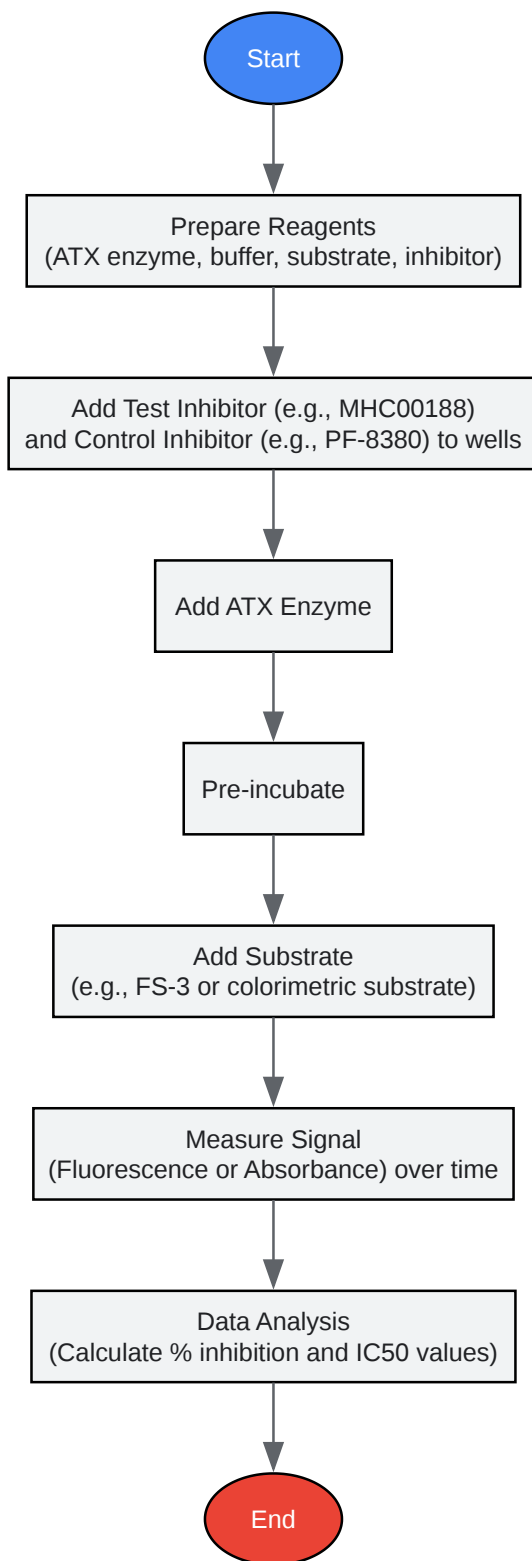 Start
Prepare Reagents
(ATX enzyme, buffer, substrate, inhibitor)
Add Test Inhibitor (e.g., MHC00188)
and Control Inhibitor (e.g., PF-8380) to wells
Add ATX Enzyme
Pre-incubate
Add Substrate
(e.g., FS-3 or colorimetric substrate)
Measure Signal
(Fluorescence or Absorbance) over time
Data Analysis
(Calculate % inhibition and IC50 values)
End